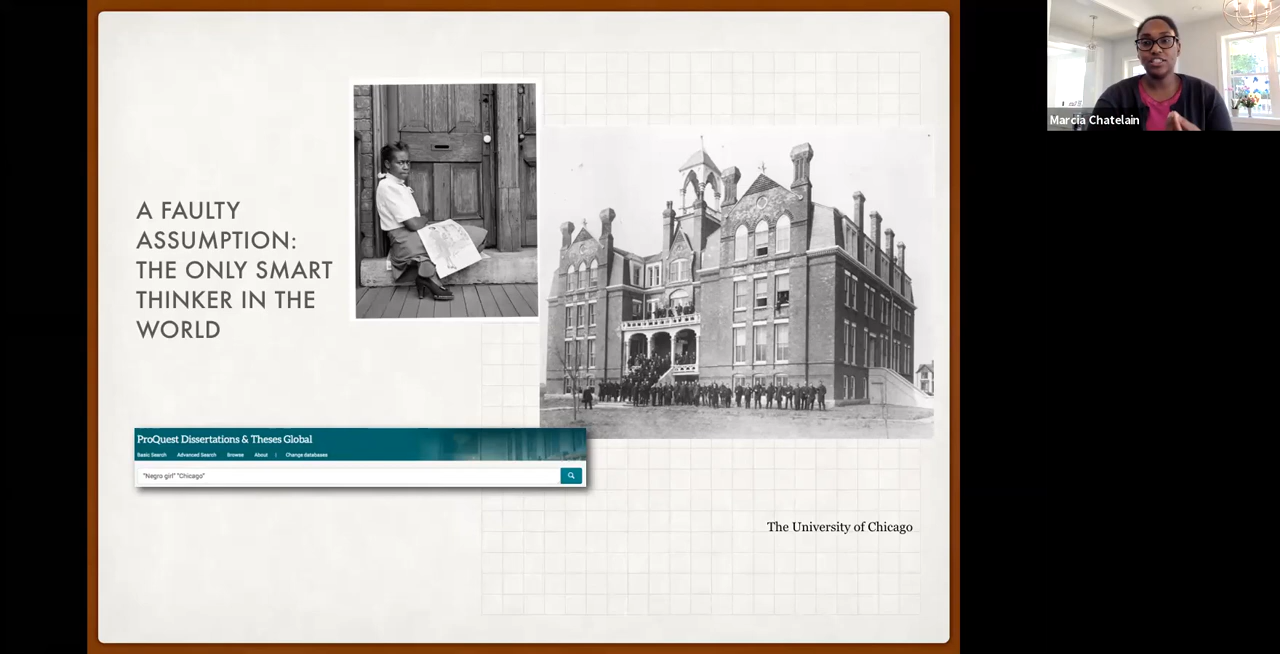 A FAULTY
ASSUMPTION:
THE ONLY SMART
THINKER IN THE
WORLD
ProQuest Dissertations & Theses Global
Basic Search Advanced Search Browse About | Change databases
"Negro girl" "Chicago"
The University of Chicago
Marcia Chatelain